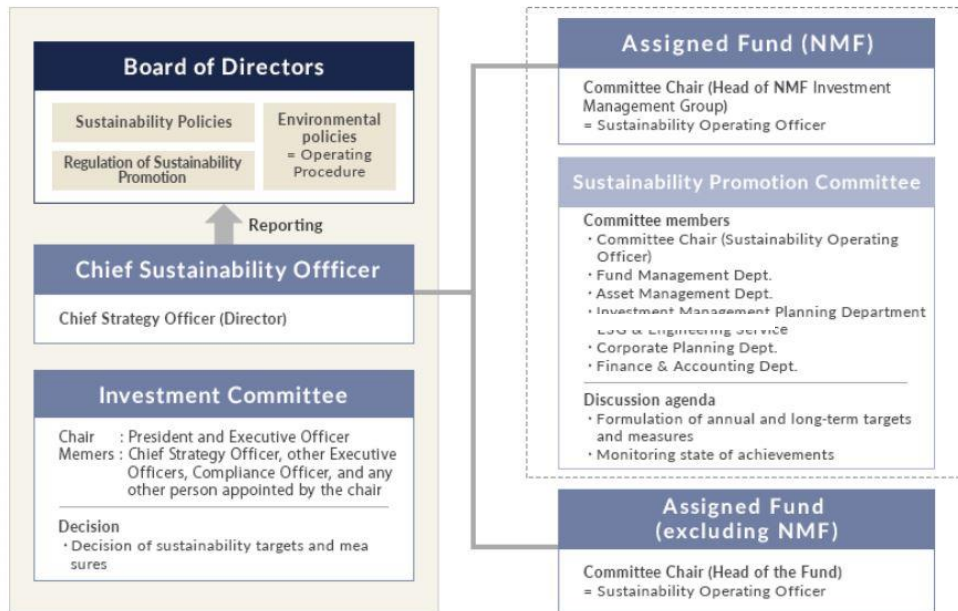 Board of Directors
Sustainability Policies
Regulation of Sustainability
Promotion
Environmental
policies
= Operating
Procedure
Reporting
Chief Sustainability Offficer
Chief Strategy Officer (Director)
Investment Committee
Chair : President and Executive Officer
Memers : Chief Strategy Officer, other Executive
Officers, Compliance Officer, and any
other person appointed by the chair
Decision
・Decision of sustainability targets and mea
sures
Assigned Fund (NMF)
Committee Chair (Head of NMF Investment
Management Group)
= Sustainability Operating Officer
Sustainability Promotion Committee
Committee members
・Committee Chair (Sustainability Operating
Officer)
・Fund Management Dept.
・Asset Management Dept.
・Investment Management Planning Department
ESG & Engineering Service
・Corporate Planning Dept.
・Finance & Accounting Dept.
Discussion agenda
・Formulation of annual and long-term targets
and measures
・Monitoring state of achievements
Assigned Fund
(excluding NMF)
Committee Chair (Head of the Fund)
= Sustainability Operating Officer